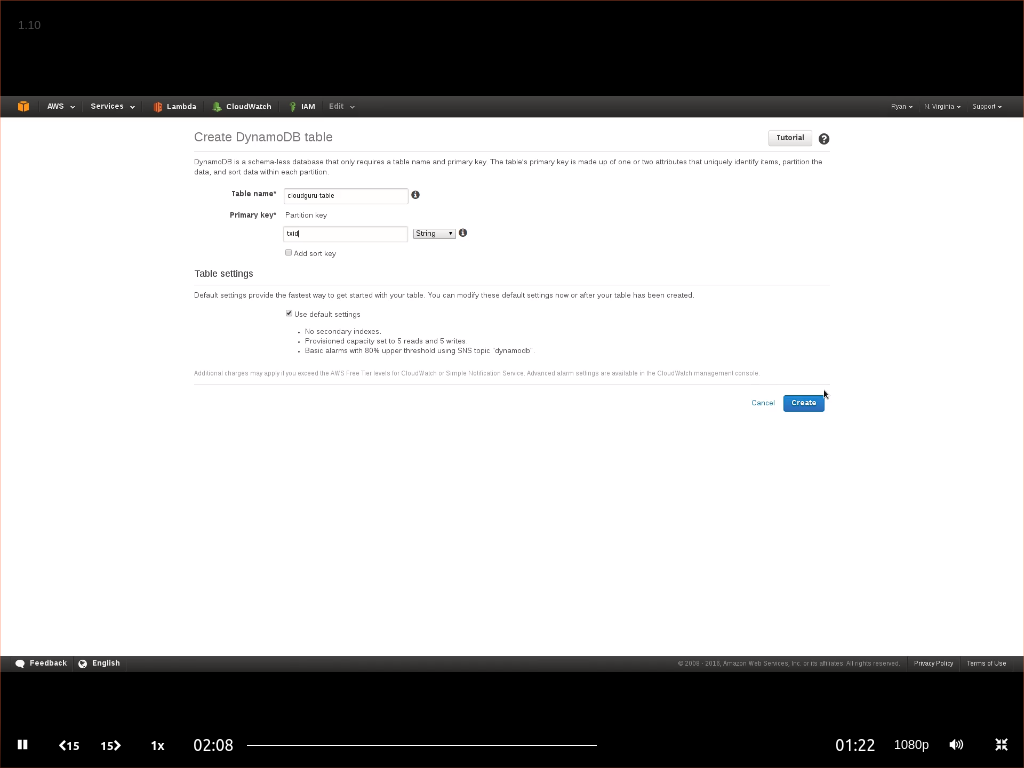 1.10
AWS Services Lambda CloudWatch IAM Edit Ryan N. Virginia Support
Create DynamoDB table Tutorial ?
DynamoDB is a schema-less database that only requires a table name and primary key. The table's primary key is made up of one or two attributes that uniquely identify items, partition the
data, and sort data within each partition.
Table name* cloudguru-table
Primary key* Partition key
txid String
Add sort key
Table settings
Default settings provide the fastest way to get started with your table. You can modify these default settings now or after your table has been created.
Use default settings
No secondary indexes.
Provisioned capacity set to 5 reads and 5 writes.
Basic alarms with 80% upper threshold using SNS topic "dynamodb".
Additional charges may apply if you exceed the AWS Free Tier levels for CloudWatch or Simple Notification Service. Advanced alarm settings are available in the CloudWatch management console.
Cancel Create
Feedback English © 2008 - 2016, Amazon Web Services, Inc. or its affiliates. All rights reserved. Privacy Policy Terms of Use
15 15 1x 02:08 01:22 1080p